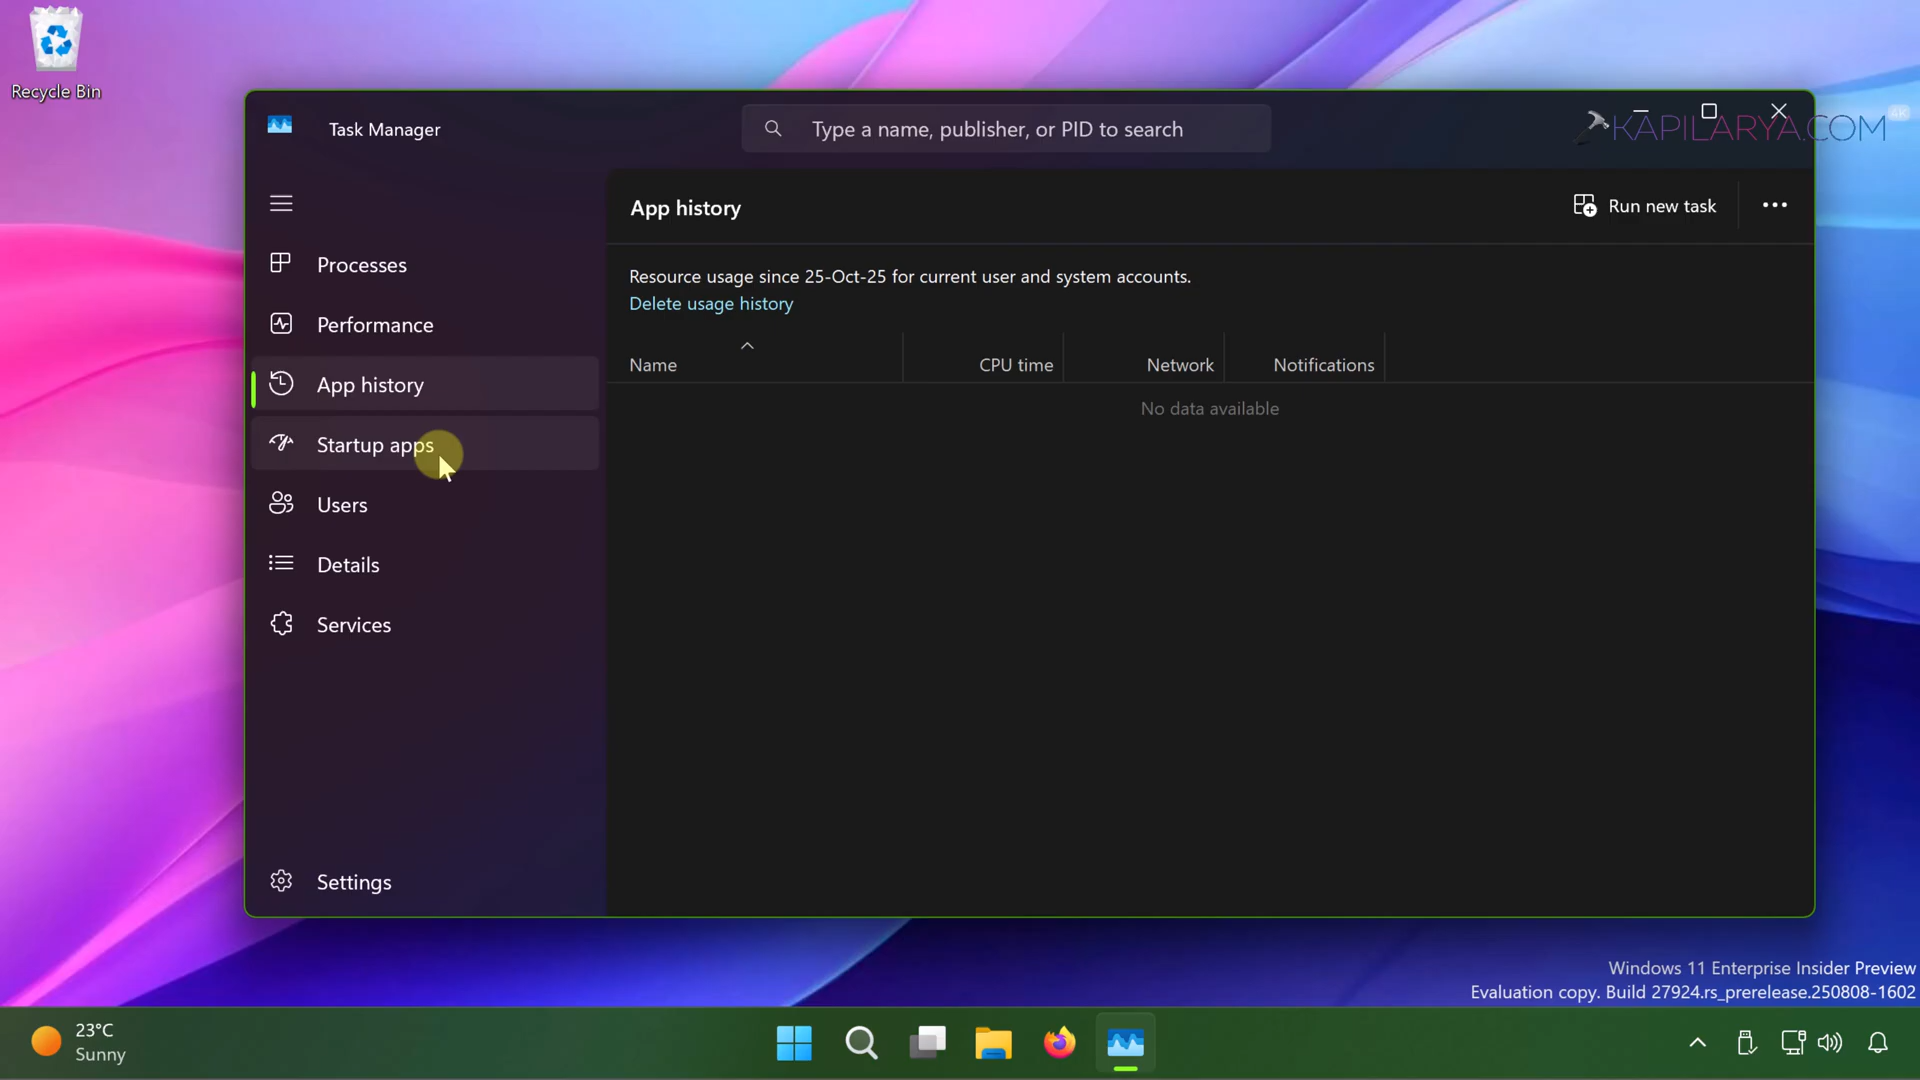 Recycle Bin
Task Manager
Type a name, publisher, or PID to search
KAPILARYA.COM
4K
App history
Run new task
Processes
Performance
App history
Startup apps
Users
Details
Services
Settings
Resource usage since 25-Oct-25 for current user and system accounts.
Delete usage history
Name
CPU time
Network
Notifications
No data available
Windows 11 Enterprise Insider Preview
Evaluation copy. Build 27924.rs_prerelease.250808-1602
23°C
Sunny